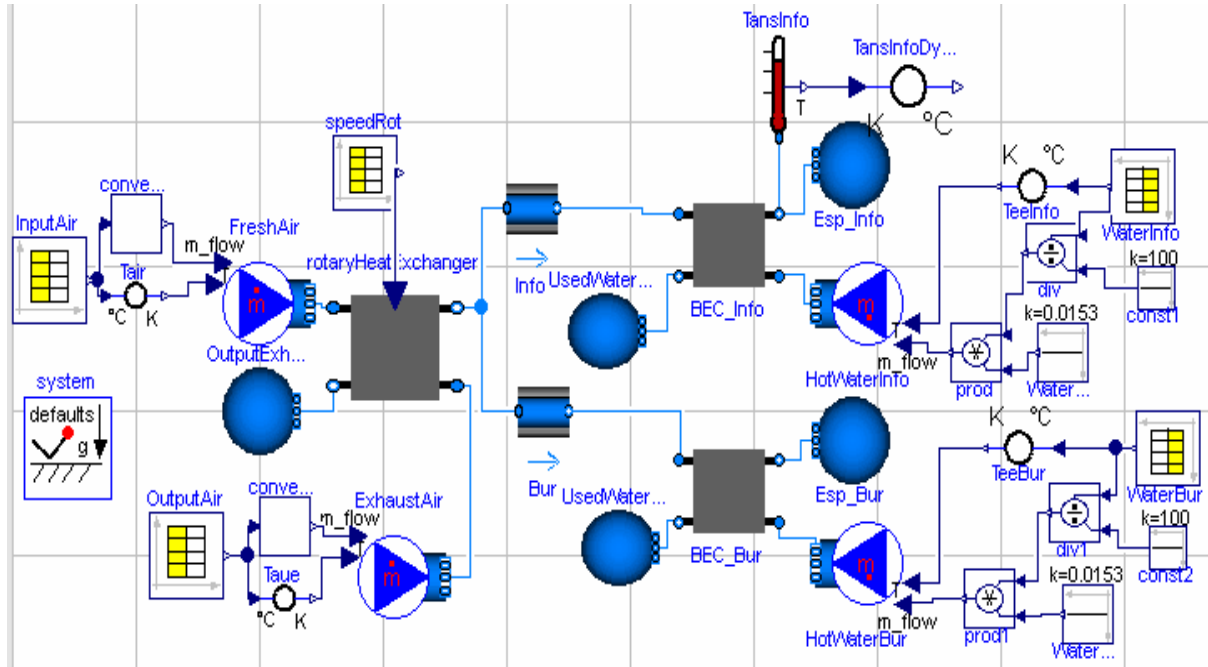 TansInfo
TansInfoDy...
T
K
°C
speedRot
conve...
InputAir
FreshAir
m_flow
T
Tair
°C
K
ṁ
rotaryHeatExchanger
Info
Esp_Info
UsedWater...
BEC_Info
K
°C
TeeInfo
WaterInfo
k=100
div
const1
k=0.0153
T
m_flow
prod
Water...
ṁ
HotWaterInfo
OutputExh...
system
defaults
g
Bur
Esp_Bur
UsedWater...
BEC_Bur
K
°C
TeeBur
WaterBur
k=100
div1
const2
k=0.0153
T
m_flow
prod1
Water...
ṁ
HotWaterBur
OutputAir
conve...
m_flow
T
ExhaustAir
Taue
°C
K
ṁ